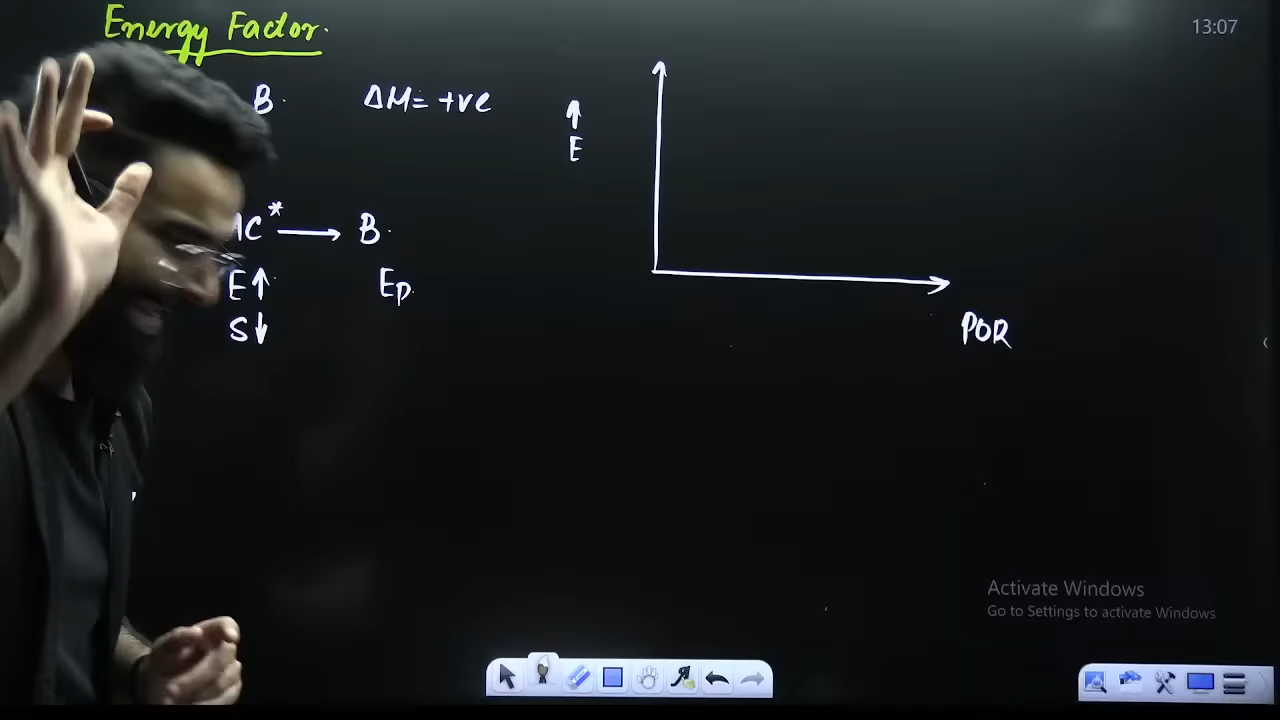 Energy Factor.
13:07
B. ΔH = +ve
↑
E
C* → B.
E↑ Ep.
S↓
POR
Activate Windows
Go to Settings to activate Windows